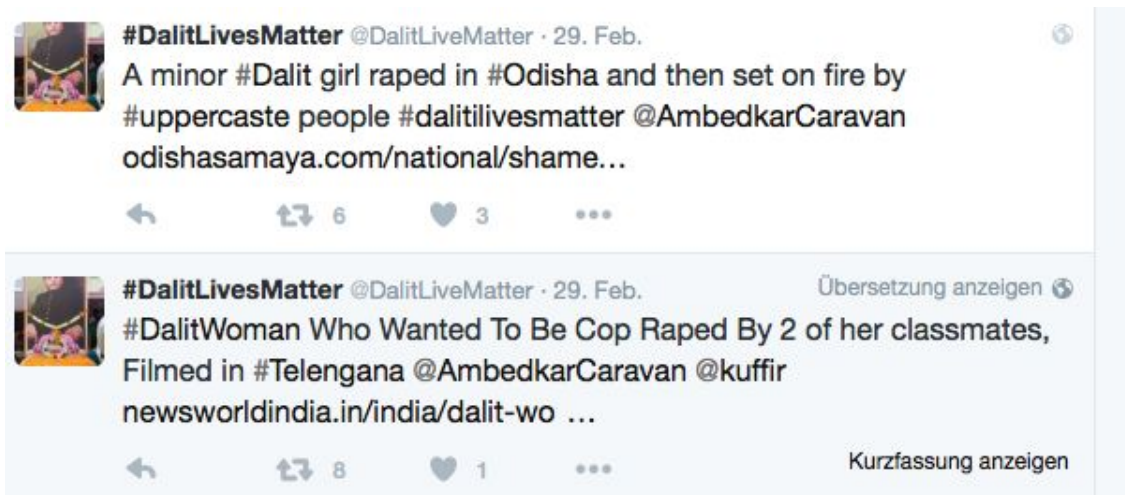 #DalitLivesMatter @DalitLiveMatter · 29. Feb.
A minor #Dalit girl raped in #Odisha and then set on fire by
#uppercaste people #dalitilivesmatter @AmbedkarCaravan
odishasamaya.com/national/shame…
6 3
#DalitLivesMatter @DalitLiveMatter · 29. Feb. Übersetzung anzeigen
#DalitWoman Who Wanted To Be Cop Raped By 2 of her classmates,
Filmed in #Telengana @AmbedkarCaravan @kuffir
newsworldindia.in/india/dalit-wo …
8 1 Kurzfassung anzeigen